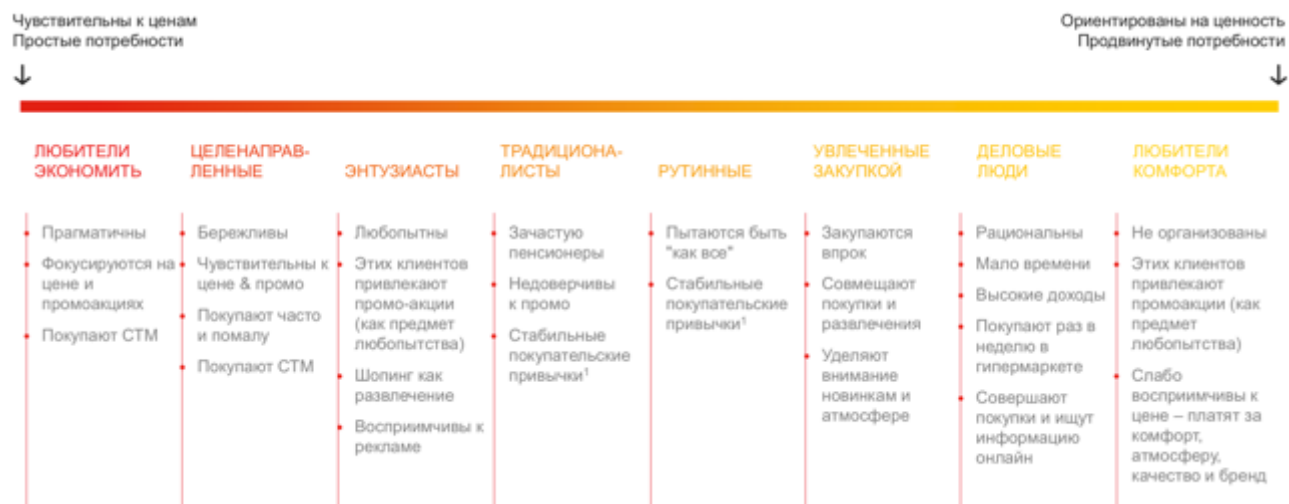 Чувствительны к ценам
Простые потребности
Ориентированы на ценность
Продвинутые потребности
ЛЮБИТЕЛИ
ЭКОНОМИТЬ
Прагматичны
Фокусируются на
цене и
промоакциях
Покупают СТМ
ЦЕЛЕНАПРАВ-
ЛЕННЫЕ
Бережливы
Чувствительны к
цене & промо
Покупают часто
и помалу
Покупают СТМ
ЭНТУЗИАСТЫ
Любопытны
Этих клиентов
привлекают
промо-акции
(как предмет
любопытства)
Шопинг как
развлечение
Восприимчивы к
рекламе
ТРАДИЦИОНА-
ЛИСТЫ
Зачастую
пенсионеры
Недоверчивы
к промо
Стабильные
покупательские
привычки¹
РУТИННЫЕ
Пытаются быть
"как все"
Стабильные
покупательские
привычки¹
УВЛЕЧЕННЫЕ
ЗАКУПКОЙ
Закупаются
впрок
Совмещают
покупки и
развлечения
Уделяют
внимание
новинкам и
атмосфере
ДЕЛОВЫЕ
ЛЮДИ
Рациональны
Мало времени
Высокие доходы
Покупают раз в
неделю в
гипермаркете
Совершают
покупки и ищут
информацию
онлайн
ЛЮБИТЕЛИ
КОМФОРТА
Не организованы
Этих клиентов
привлекают
промоакции (как
предмет
любопытства)
Слабо
восприимчивы к
цене – платят за
комфорт,
атмосферу,
качество и бренд